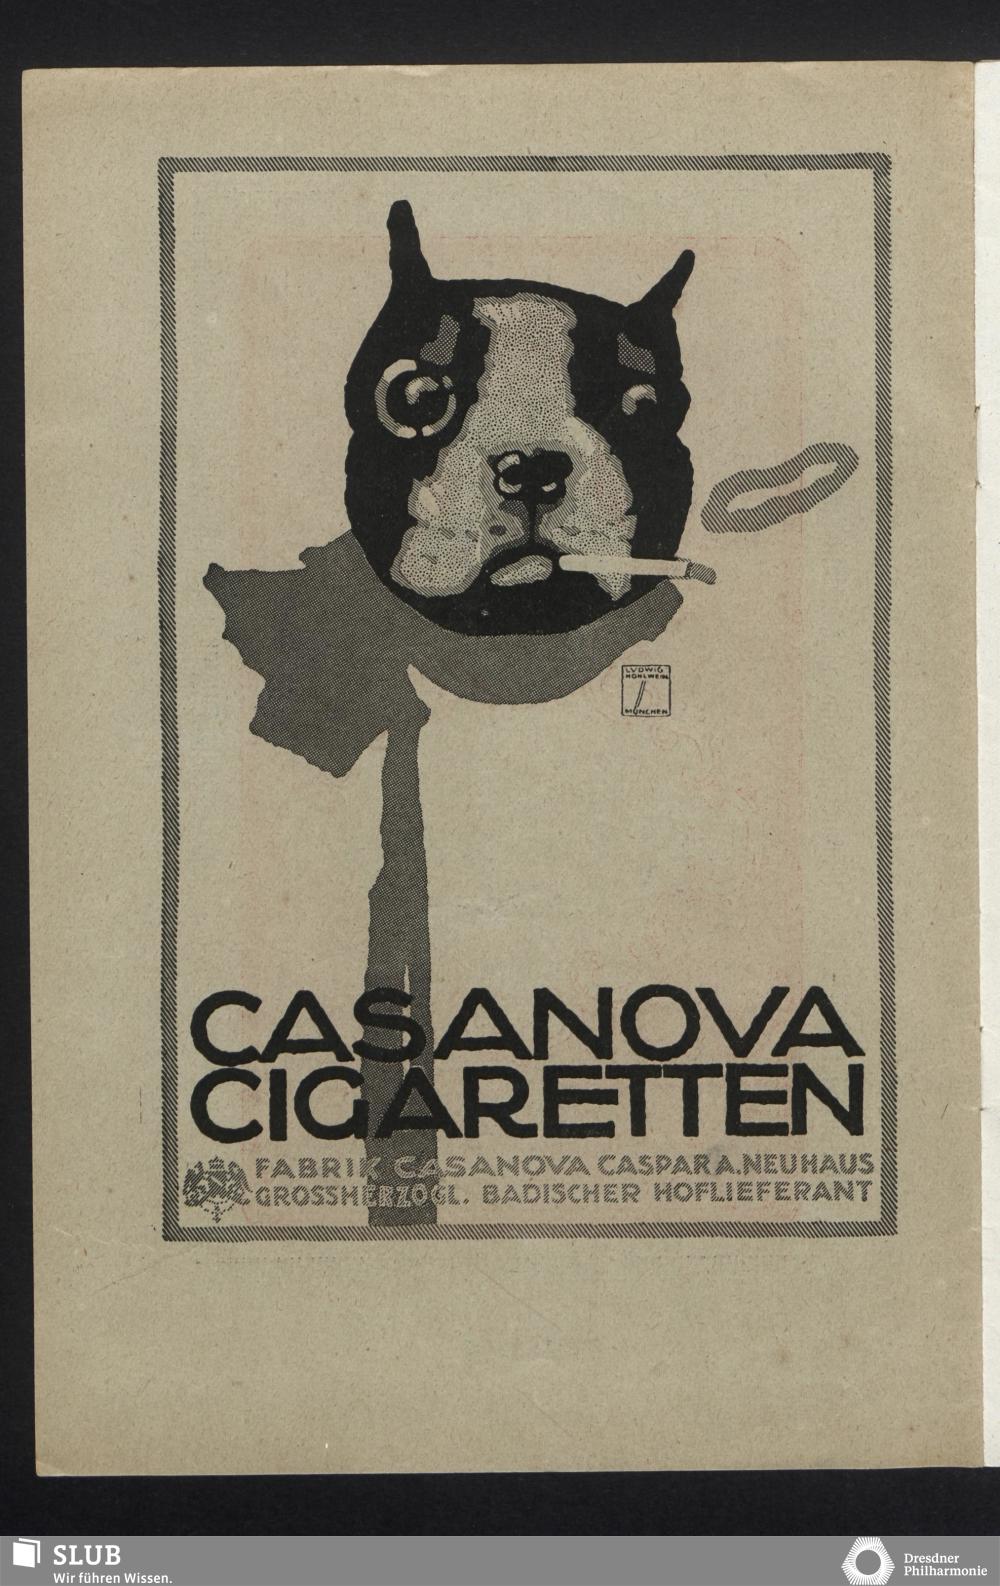 LUDWIG
HOHLWEIN
MÜNCHEN
CASANOVA
CIGARETTEN
FABRIK CASANOVA CASPAR A. NEUHAUS
GROSSHERZOGL. BADISCHER HOFLIEFERANT
SLUB
Wir führen Wissen.
Dresdner
Philharmonie